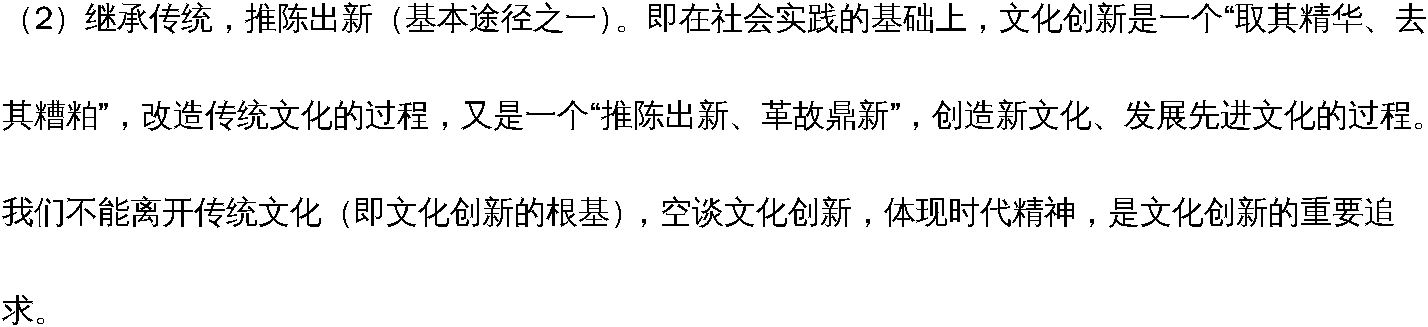 （2）继承传统，推陈出新（基本途径之一）。即在社会实践的基础上，文化创新是一个“取其精华、去
其糟粕”，改造传统文化的过程，又是一个“推陈出新、革故鼎新”，创造新文化、发展先进文化的过程。
我们不能离开传统文化（即文化创新的根基），空谈文化创新，体现时代精神，是文化创新的重要追
求。